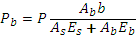 P_b = P \frac{A_b b}{A_s E_s + A_b E_b}